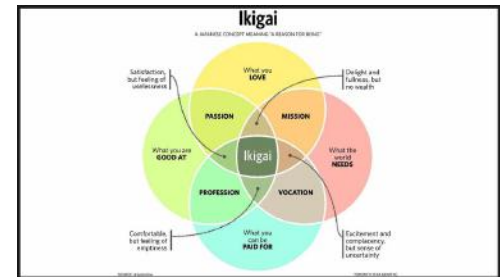 Ikigai
A JAPANESE CONCEPT MEANING "A REASON FOR BEING"
Satisfaction,
but feeling of
uselessness
What you
LOVE
Delight and
fullness, but
no wealth
PASSION
MISSION
What you are
GOOD AT
Ikigai
What the
world
NEEDS
PROFESSION
VOCATION
Comfortable,
but feeling of
emptiness
What you
can be
PAID FOR
Excitement and
complacency,
but sense of
uncertainty